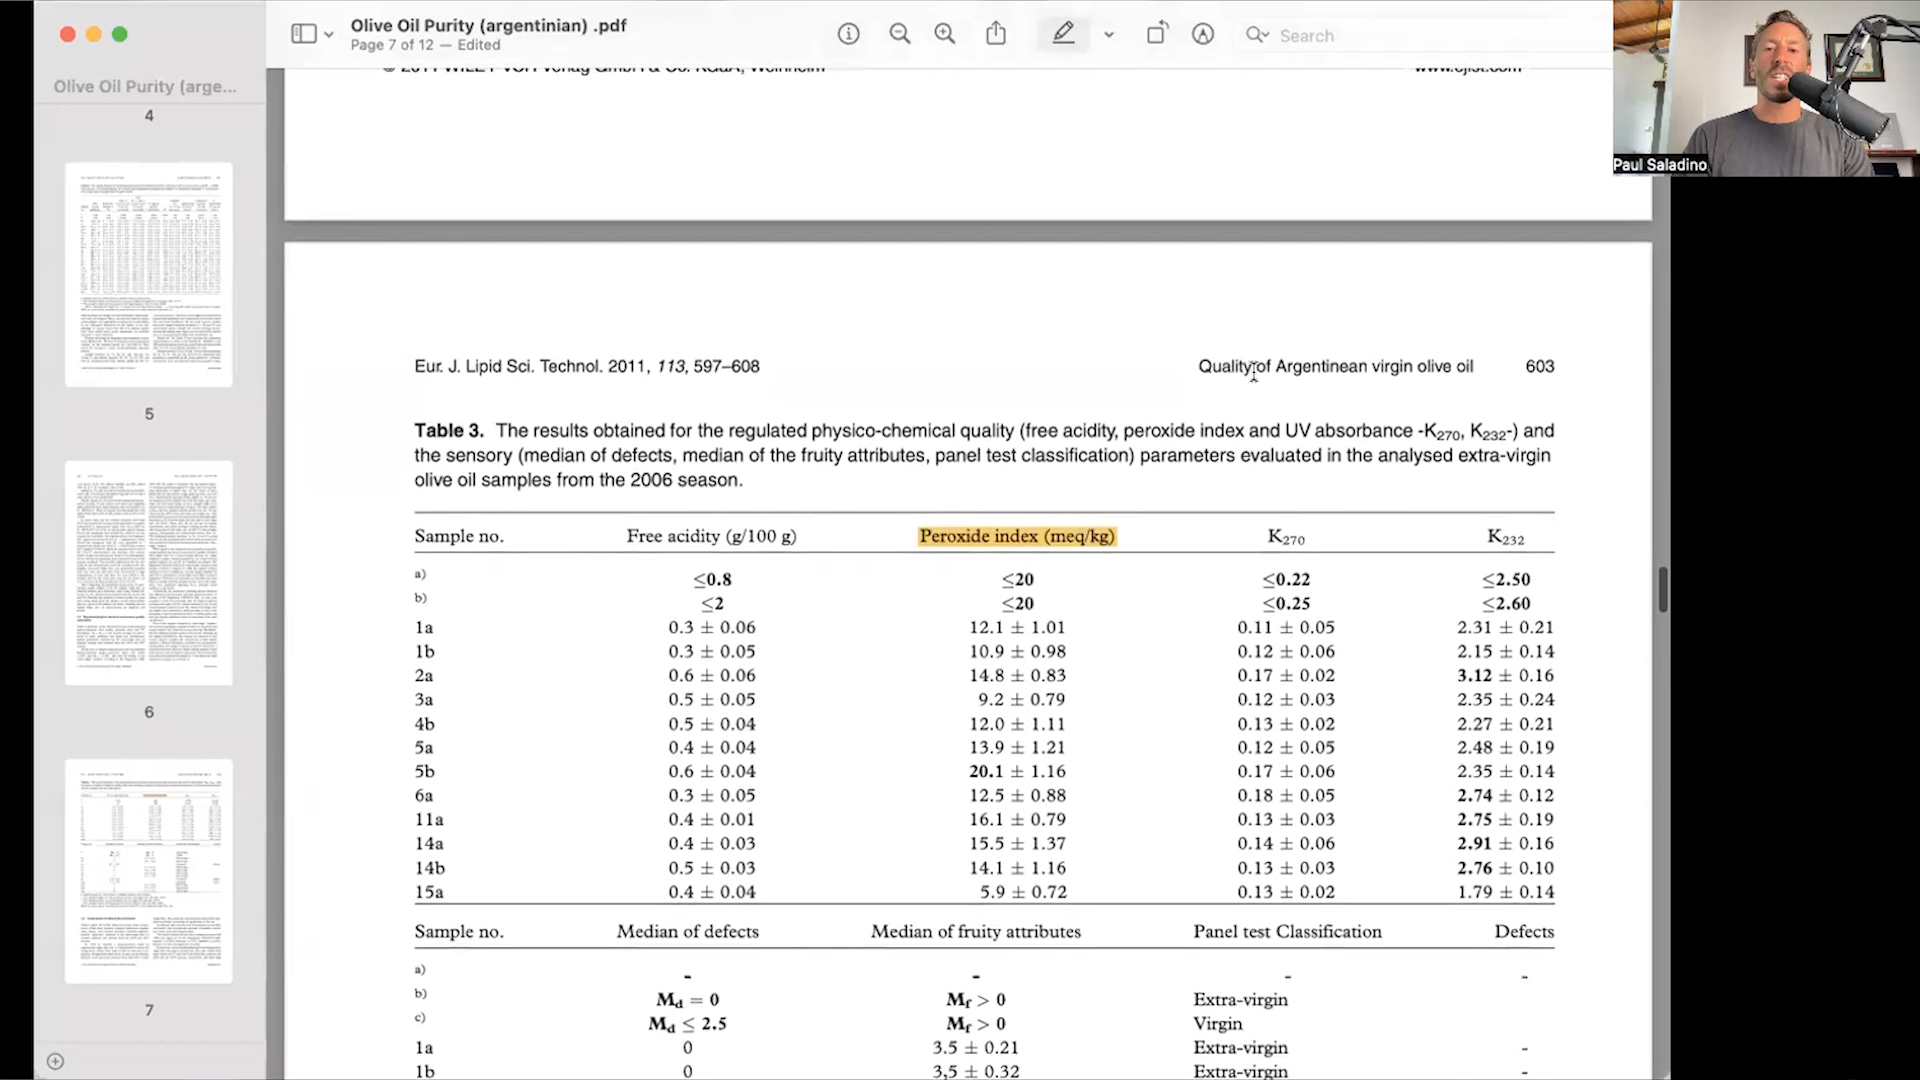 Olive Oil Purity (argentinian) .pdf
Page 7 of 12 — Edited
Search
Olive Oil Purity (arge...
4
5
6
7
Paul Saladino
© 2011 WILEY-VCH Verlag GmbH & Co. KGaA, Weinheim
www.ejlst.com
Eur. J. Lipid Sci. Technol. 2011, 113, 597–608 Quality of Argentinean virgin olive oil 603
Table 3. The results obtained for the regulated physico-chemical quality (free acidity, peroxide index and UV absorbance -K270, K232-) and
the sensory (median of defects, median of the fruity attributes, panel test classification) parameters evaluated in the analysed extra-virgin
olive oil samples from the 2006 season.
Sample no. Free acidity (g/100 g) Peroxide index (meq/kg) K270 K232
a) ≤0.8 ≤20 ≤0.22 ≤2.50
b) ≤2 ≤20 ≤0.25 ≤2.60
1a 0.3 ± 0.06 12.1 ± 1.01 0.11 ± 0.05 2.31 ± 0.21
1b 0.3 ± 0.05 10.9 ± 0.98 0.12 ± 0.06 2.15 ± 0.14
2a 0.6 ± 0.06 14.8 ± 0.83 0.17 ± 0.02 3.12 ± 0.16
3a 0.5 ± 0.05 9.2 ± 0.79 0.12 ± 0.03 2.35 ± 0.24
4b 0.5 ± 0.04 12.0 ± 1.11 0.13 ± 0.02 2.27 ± 0.21
5a 0.4 ± 0.04 13.9 ± 1.21 0.12 ± 0.05 2.48 ± 0.19
5b 0.6 ± 0.04 20.1 ± 1.16 0.17 ± 0.06 2.35 ± 0.14
6a 0.3 ± 0.05 12.5 ± 0.88 0.18 ± 0.05 2.74 ± 0.12
11a 0.4 ± 0.01 16.1 ± 0.79 0.13 ± 0.03 2.75 ± 0.19
14a 0.4 ± 0.03 15.5 ± 1.37 0.14 ± 0.06 2.91 ± 0.16
14b 0.5 ± 0.03 14.1 ± 1.16 0.13 ± 0.03 2.76 ± 0.10
15a 0.4 ± 0.04 5.9 ± 0.72 0.13 ± 0.02 1.79 ± 0.14
Sample no. Median of defects Median of fruity attributes Panel test Classification Defects
a) - - - -
b) Md = 0 Mf > 0 Extra-virgin
c) Md ≤ 2.5 Mf > 0 Virgin
1a 0 3.5 ± 0.21 Extra-virgin -
1b 0 3,5 ± 0.32 Extra-virgin -